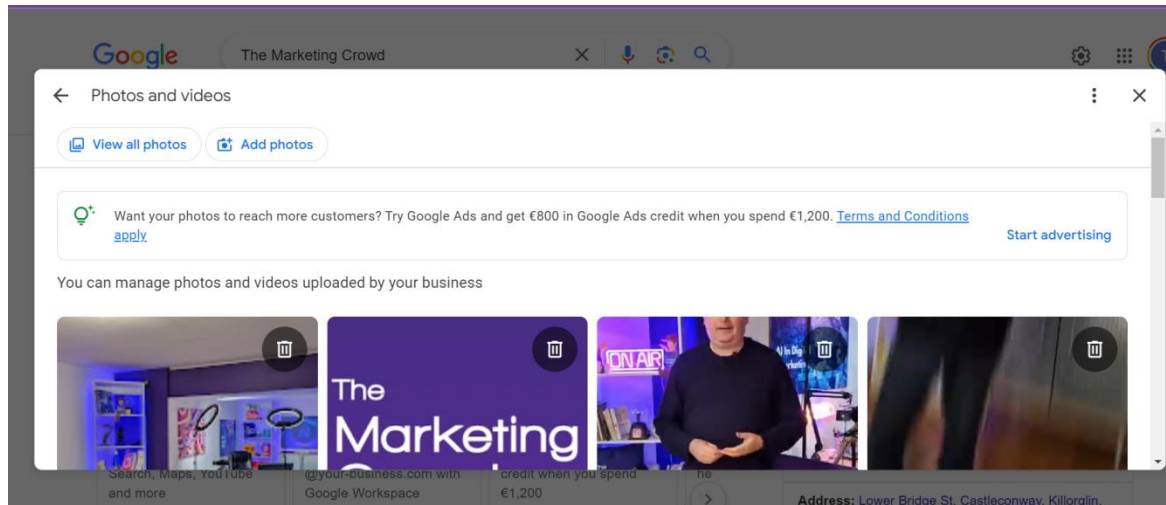 Google
The Marketing Crowd
Photos and videos
View all photos
Add photos
Want your photos to reach more customers? Try Google Ads and get €800 in Google Ads credit when you spend €1,200. Terms and Conditions
apply
Start advertising
You can manage photos and videos uploaded by your business
The
Marketing
ON AIR
AI In Dig
Search, Maps, YouTube
and more
@your-business.com with
Google Workspace
credit when you spend
€1,200
Address: Lower Bridge St, Castleconway, Killorglin,